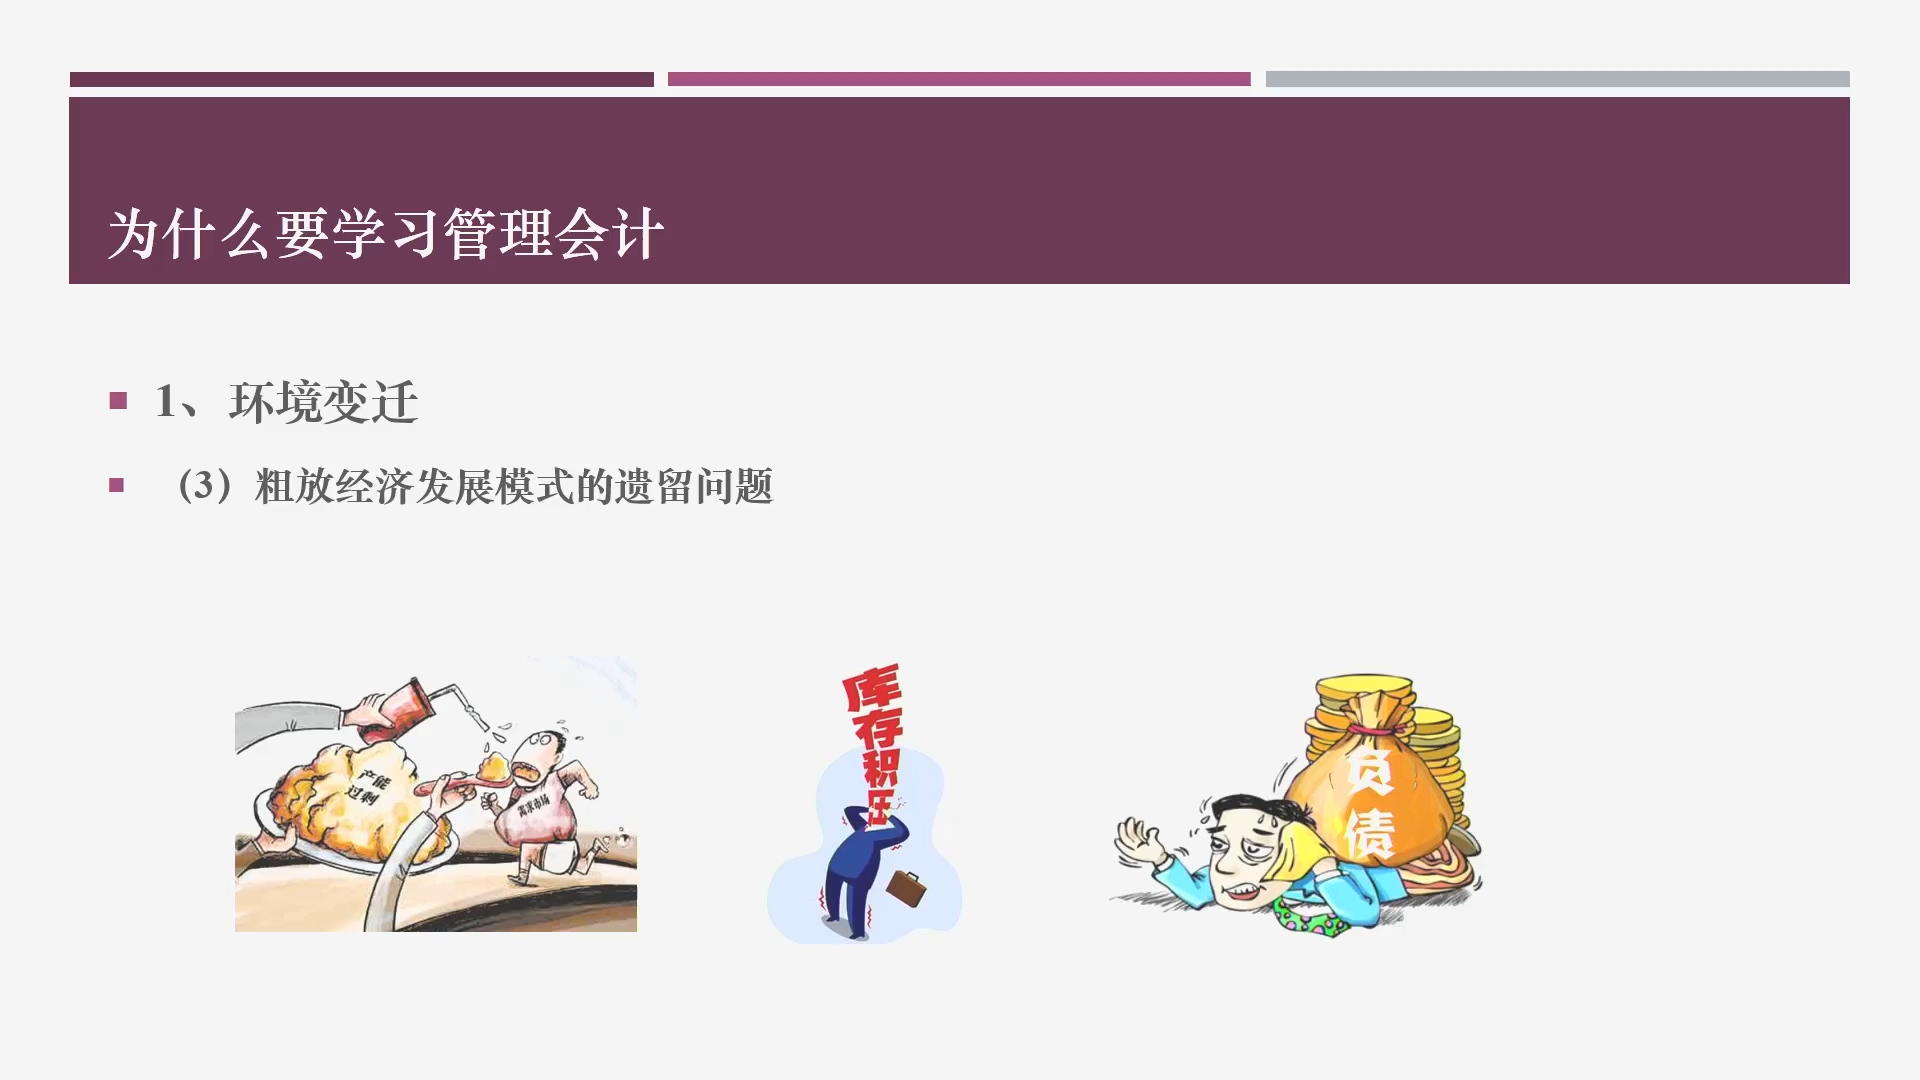 为什么要学习管理会计
1、环境变迁
（3）粗放经济发展模式的遗留问题
产能
过剩
需求市场
库存积压
负债